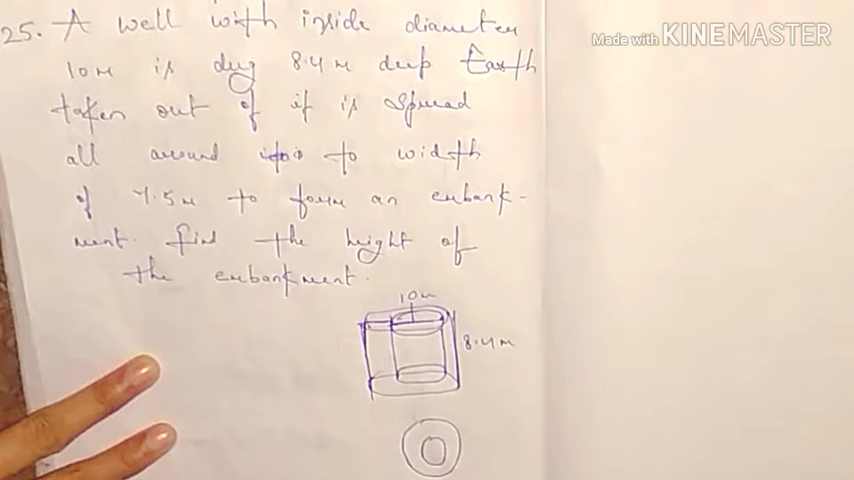 25. A well with inside diameter
Made with KINEMASTER
10m is dug 8.4m deep Earth
taken out of it is spread
all around to width
of 7.5m to form an embank-
ment. find the height of
the embankment.
10m
8.4m